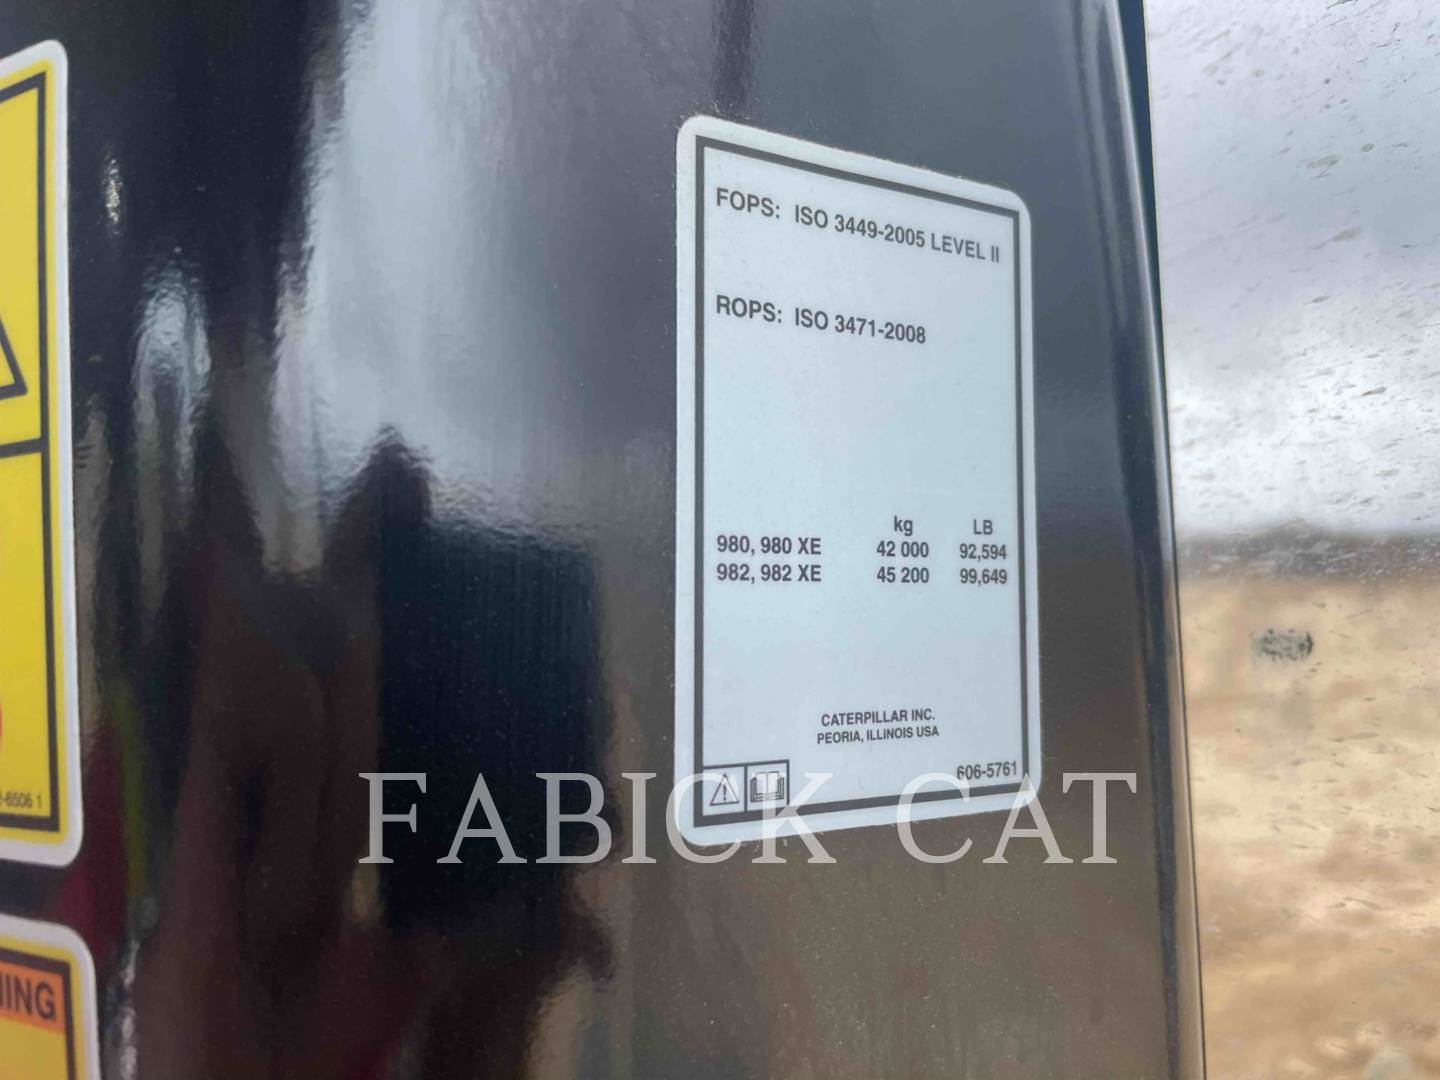 FOPS: ISO 3449-2005 LEVEL II
ROPS: ISO 3471-2008
kg LB
980, 980 XE 42 000 92,594
982, 982 XE 45 200 99,649
CATERPILLAR INC.
PEORIA, ILLINOIS USA
606-5761
FABICK CAT